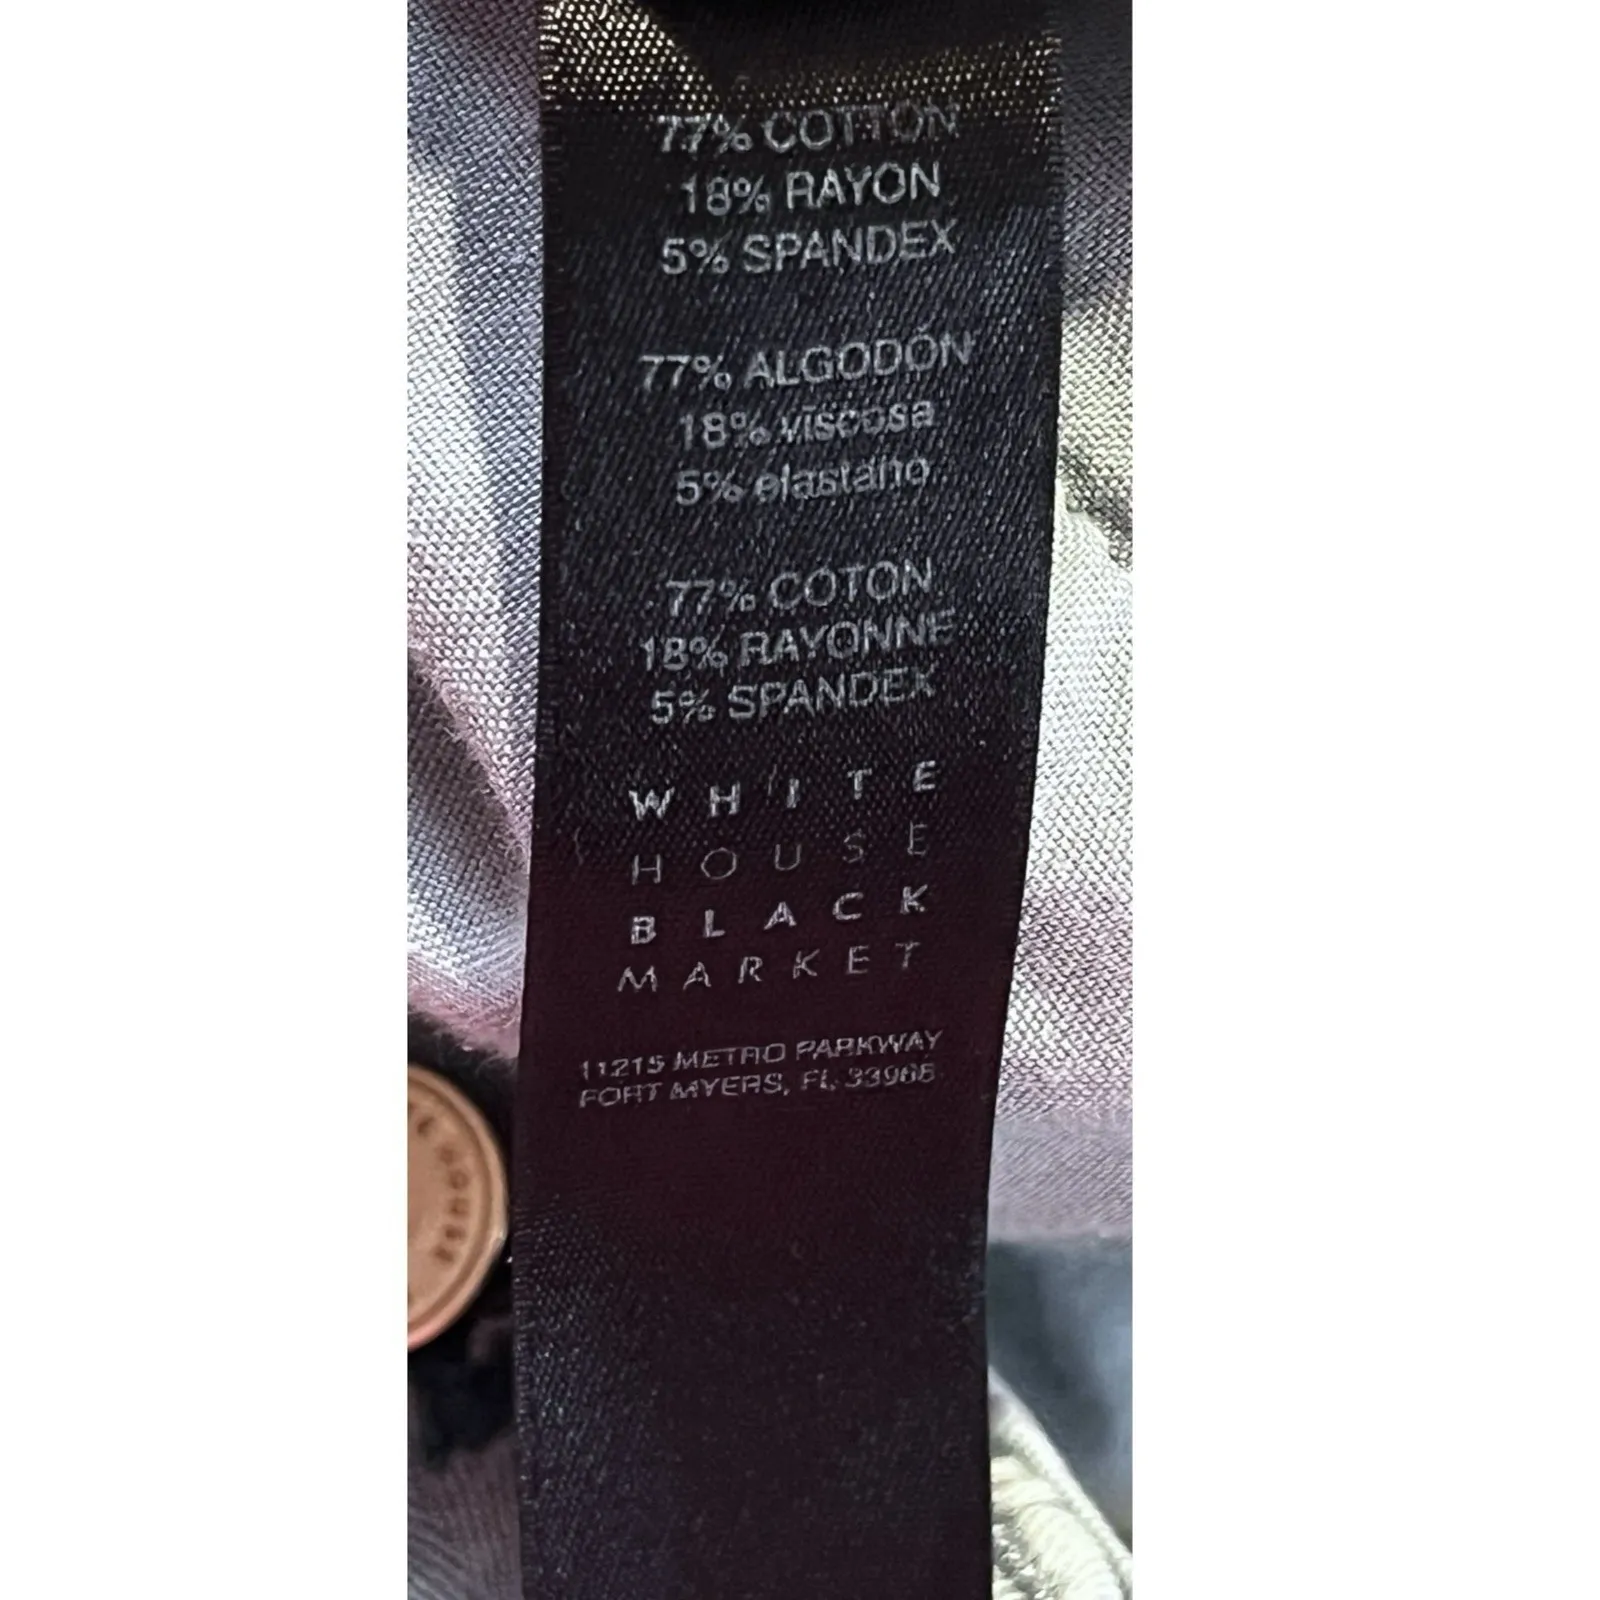 77% COTTON
18% RAYON
5% SPANDEX
77% ALGODÓN
18% viscosa
5% elastano
77% COTON
18% RAYONNE
5% SPANDEX
WHITE
HOUSE
BLACK
MARKET
11215 METRO PARKWAY
FORT MYERS, FL 33966
HOUSE